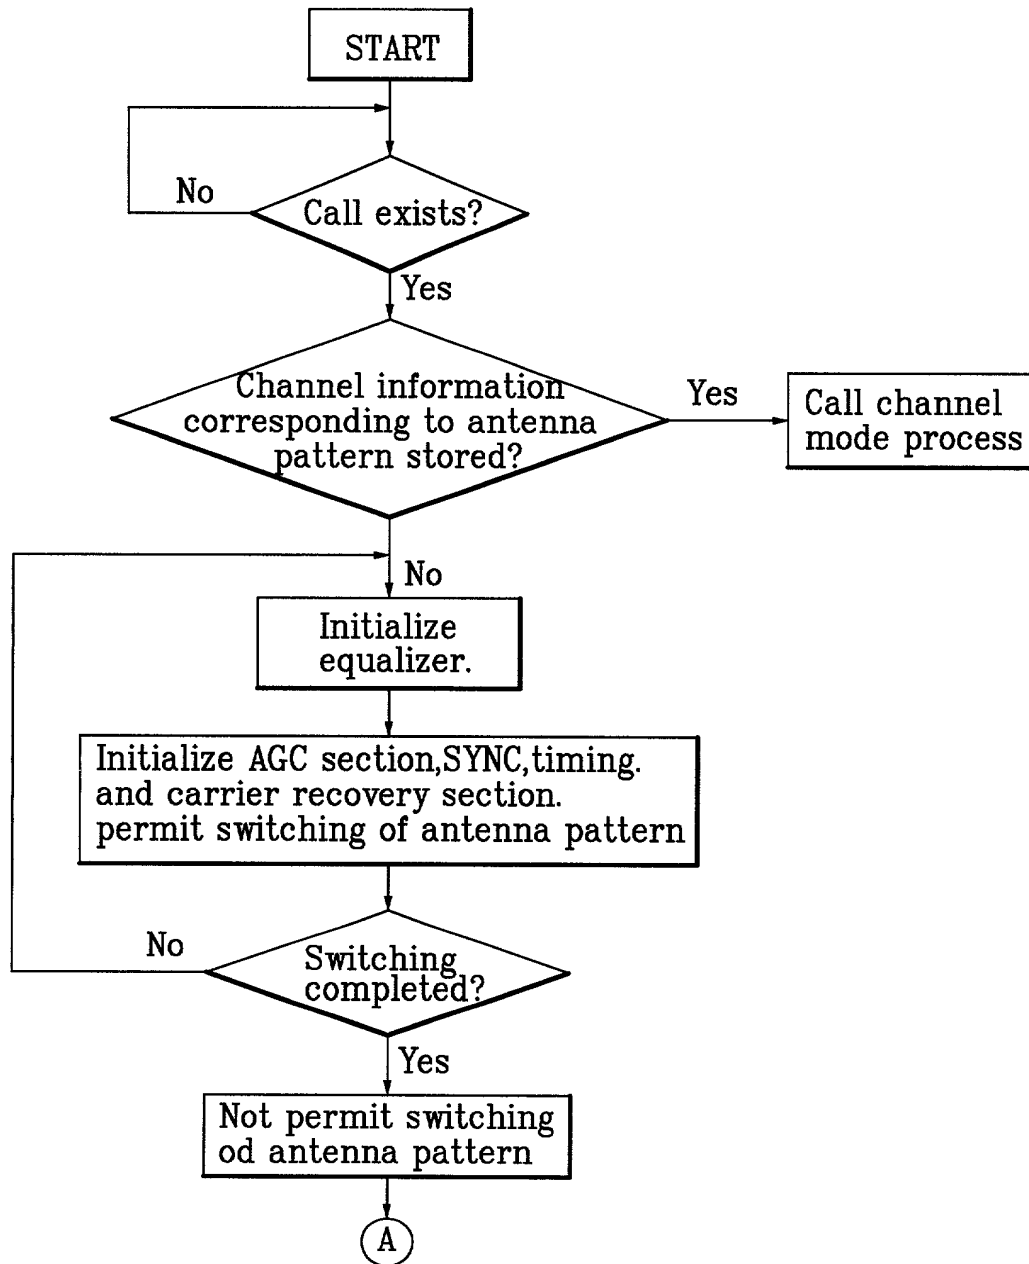 START
No
Call exists?
Yes
Channel information
corresponding to antenna
pattern stored?
Yes
Call channel
mode process
No
Initialize
equalizer.
Initialize AGC section,SYNC,timing.
and carrier recovery section.
permit switching of antenna pattern
No
Switching
completed?
Yes
Not permit switching
od antenna pattern
A